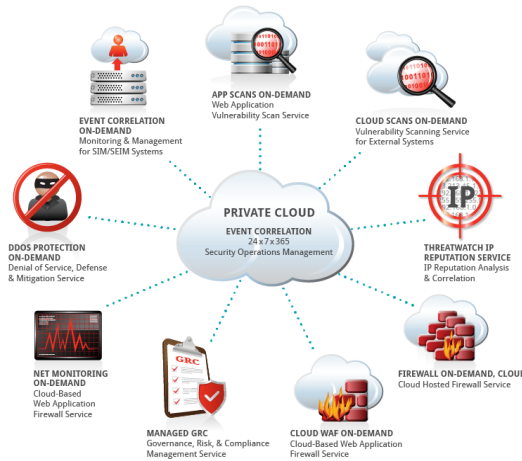 APP SCANS ON-DEMAND
Web Application
Vulnerability Scan Service
EVENT CORRELATION
ON-DEMAND
Monitoring & Management
for SIM/SEIM Systems
CLOUD SCANS ON-DEMAND
Vulnerability Scanning Service
for External Systems
PRIVATE CLOUD
EVENT CORRELATION
24x7x365
Security Operations Management
IP
DDOS PROTECTION
ON-DEMAND
Denial of Service, Defense
& Mitigation Service
THREATWATCH IP
REPUTATION SERVICE
IP Reputation Analysis
& Correlation
NET MONITORING
ON-DEMAND
Cloud-Based
Web Application
Firewall Service
GRC
MANAGED GRC
Governance, Risk, & Compliance
Management Service
CLOUD WAF ON-DEMAND
Cloud-Based Web Application
Firewall Service
FIREWALL ON-DEMAND, CLOU
Cloud Hosted Firewall Service